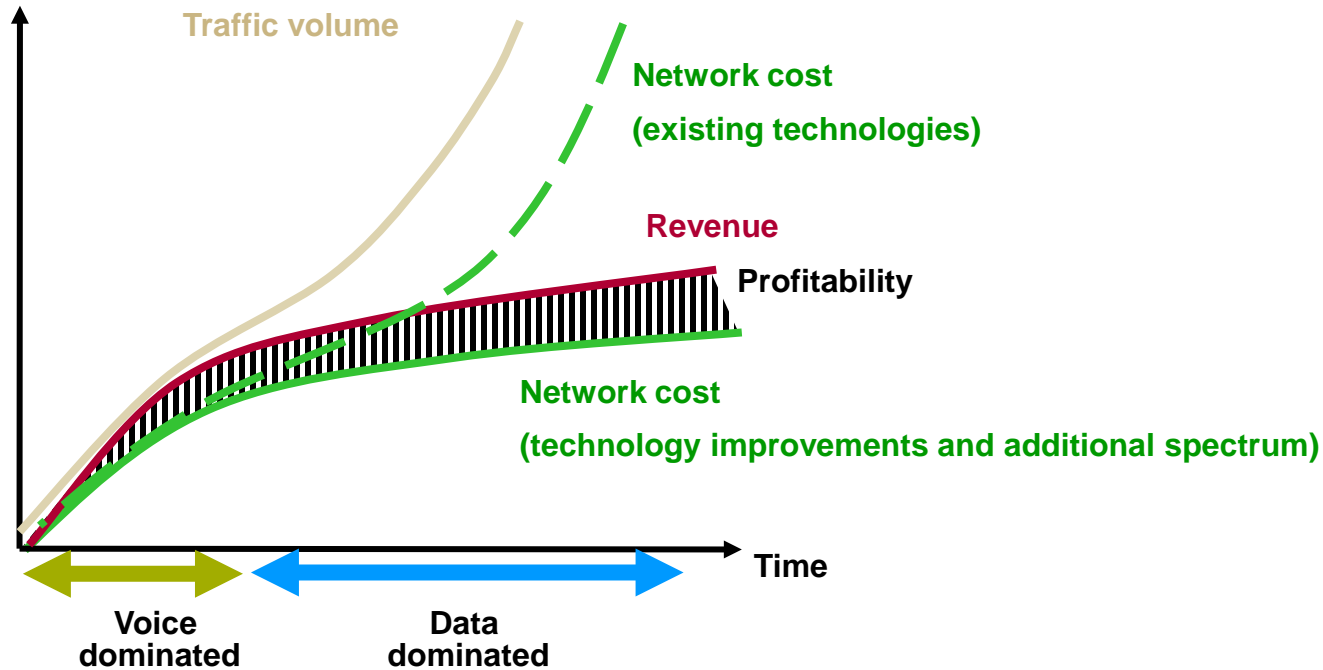 Traffic volume
Network cost
(existing technologies)
Revenue
Profitability
Network cost
(technology improvements and additional spectrum)
Time
Voice
dominated
Data
dominated